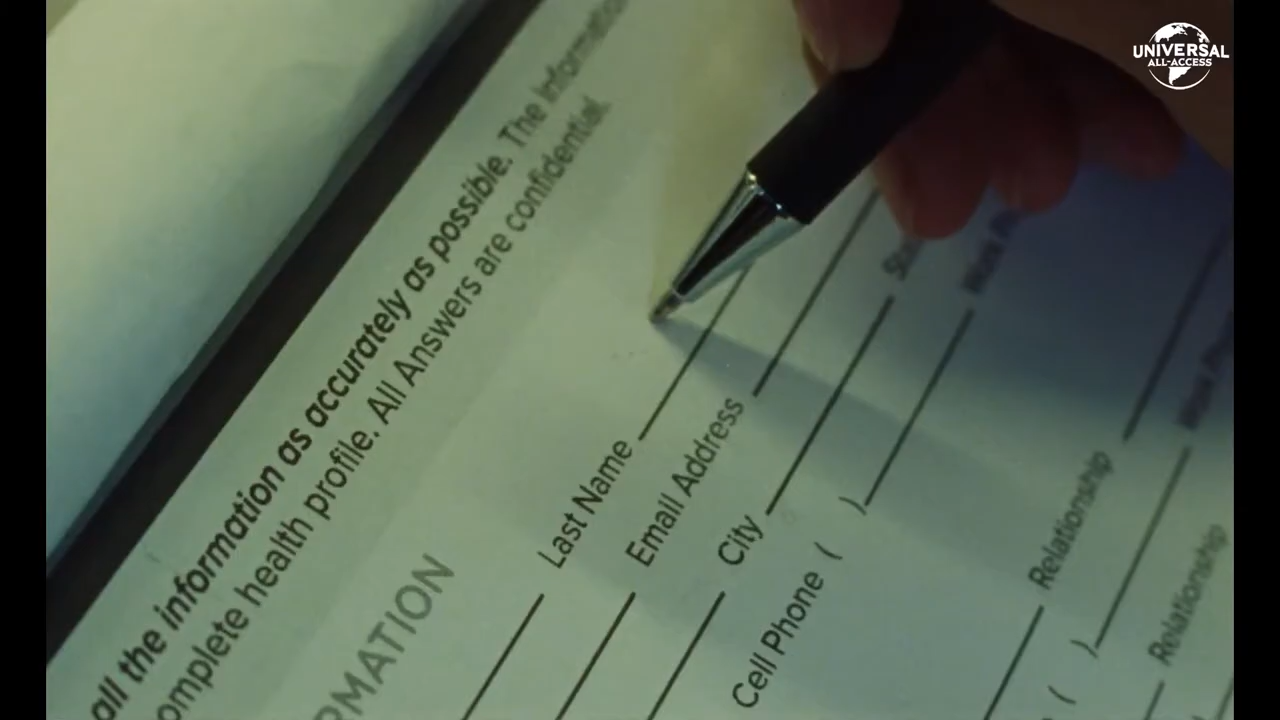 UNIVERSAL
ALL-ACCESS
all the information as accurately as possible. The information
omplete health profile. All Answers are confidential.
RMATION
Last Name
Email Address
City
Cell Phone ( )
Relationship
( )
Relationship